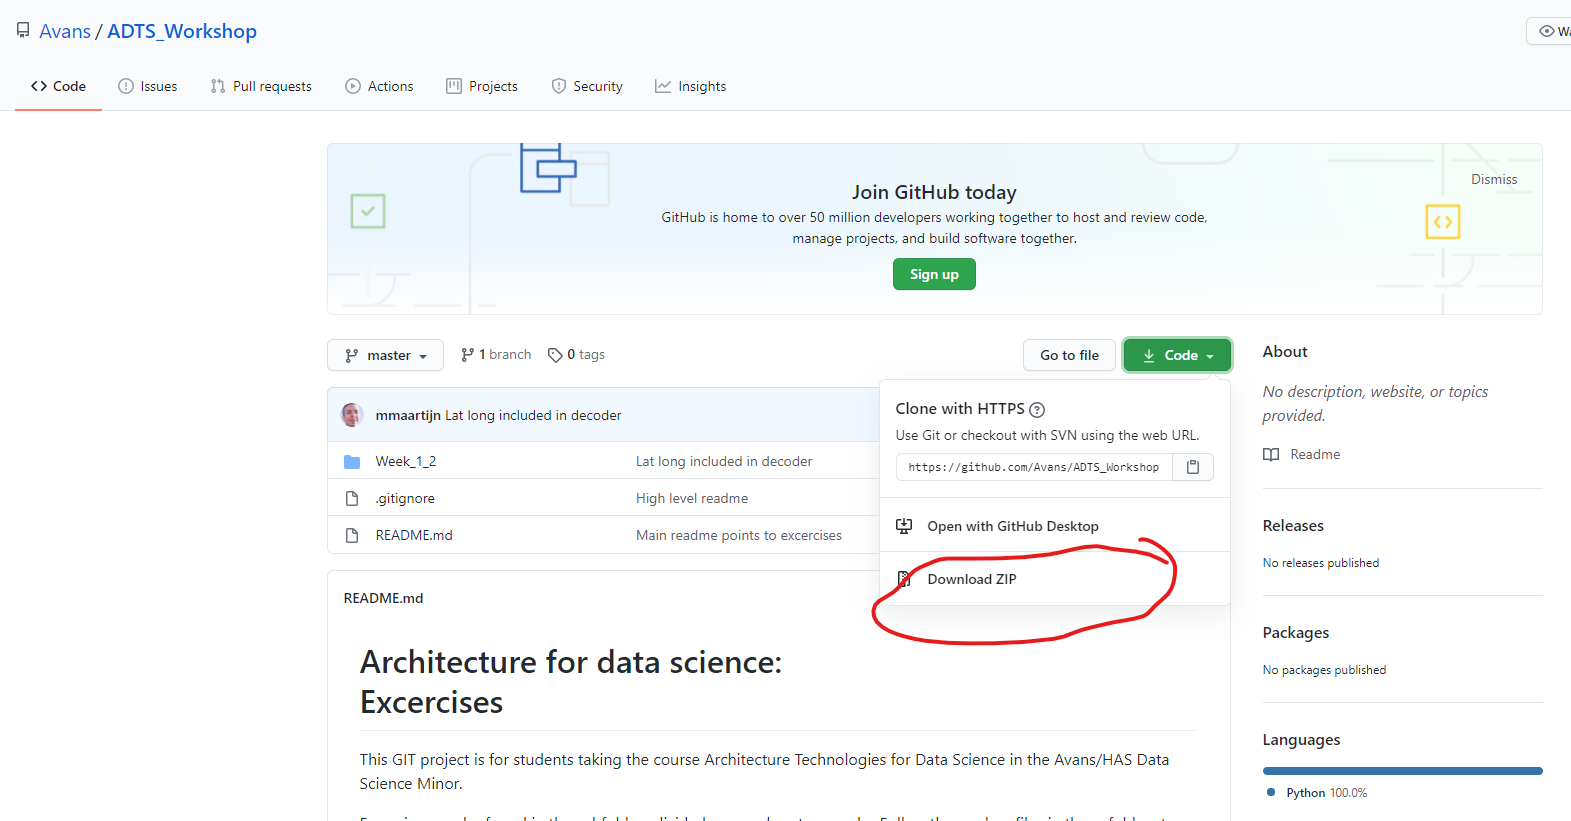 Avans / ADTS_Workshop
Code Issues Pull requests Actions Projects Security Insights
Dismiss
Join GitHub today
GitHub is home to over 50 million developers working together to host and review code,
manage projects, and build software together.
Sign up
master 1 branch 0 tags Go to file Code
mmaartijn Lat long included in decoder
Week_1_2 Lat long included in decoder
.gitignore High level readme
README.md Main readme points to excercises
Clone with HTTPS
Use Git or checkout with SVN using the web URL.
https://github.com/Avans/ADTS_Workshop
Open with GitHub Desktop
Download ZIP
README.md
Architecture for data science:
Excercises
This GIT project is for students taking the course Architecture Technologies for Data Science in the Avans/HAS Data
Science Minor.
About
No description, website, or topics
provided.
Readme
Releases
No releases published
Packages
No packages published
Languages
Python 100.0%